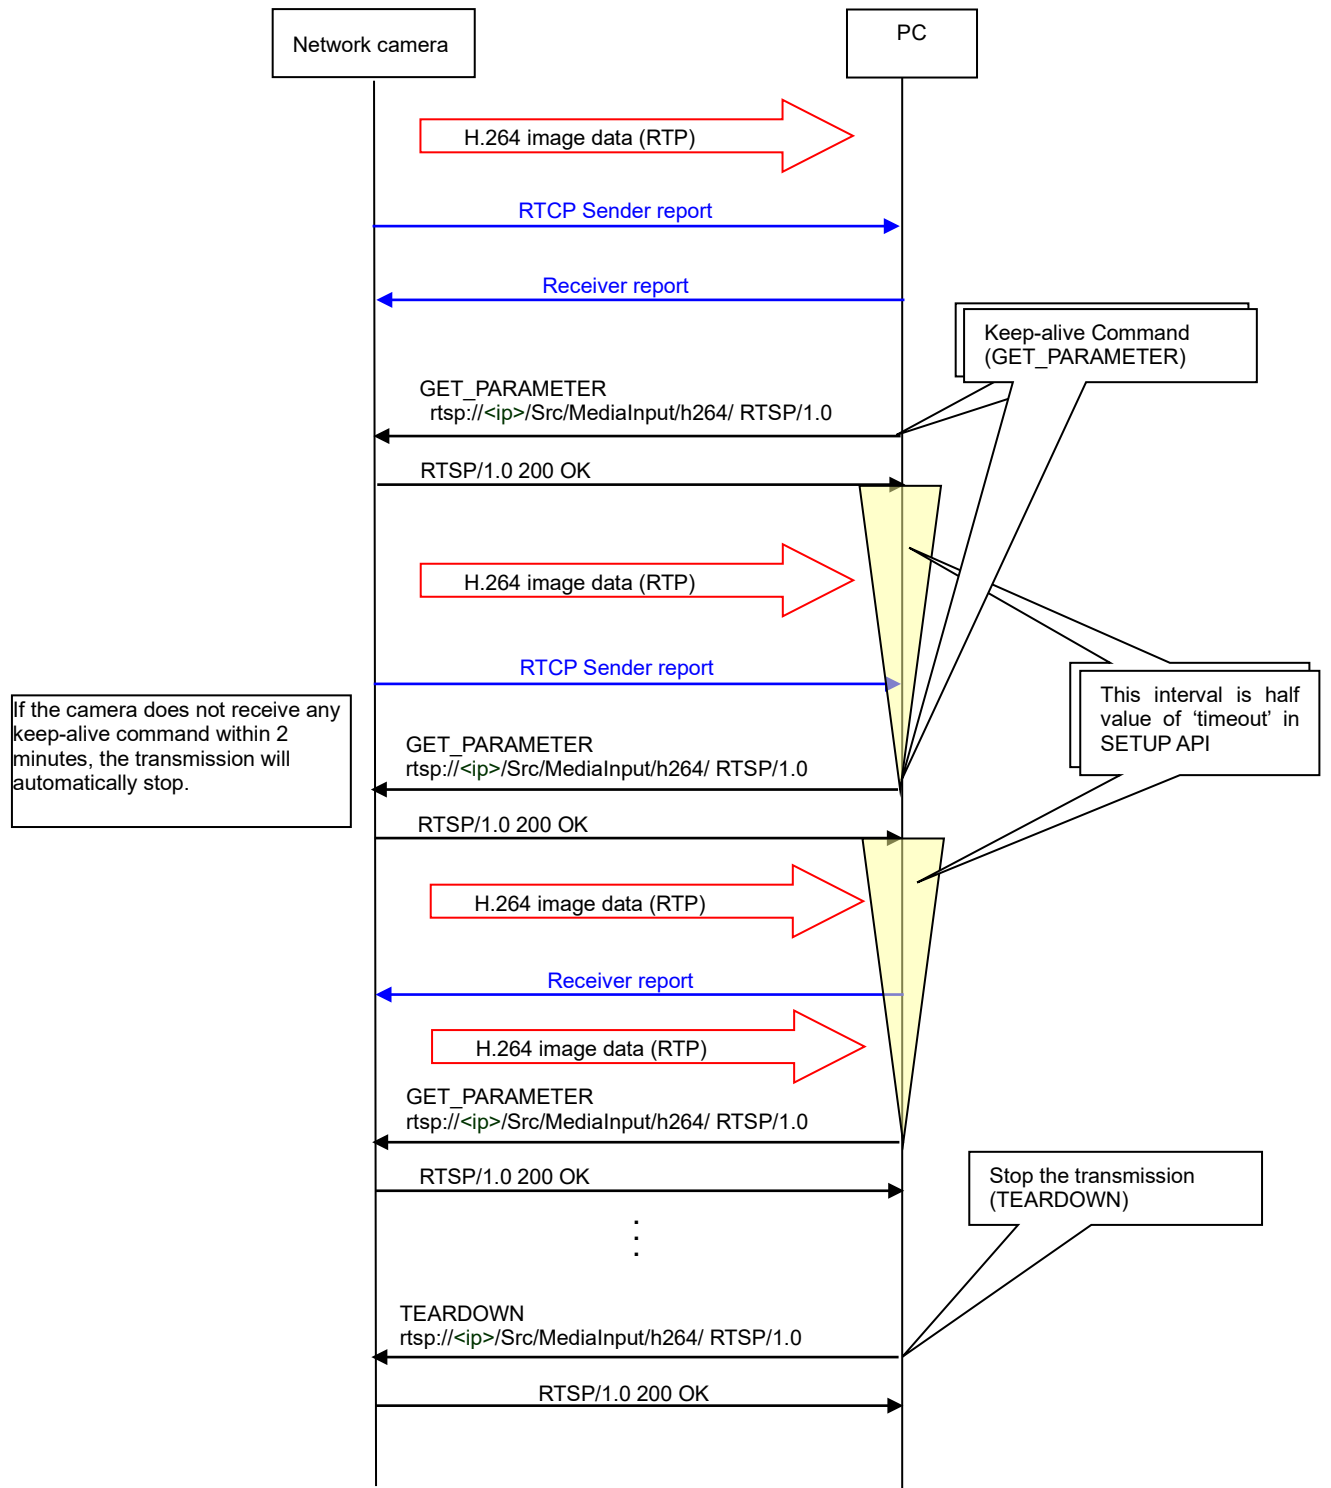 Network camera
PC
H.264 image data (RTP)
RTCP Sender report
Receiver report
Keep-alive Command
(GET_PARAMETER)
GET_PARAMETER
rtsp://<ip>/Src/MediaInput/h264/ RTSP/1.0
RTSP/1.0 200 OK
H.264 image data (RTP)
RTCP Sender report
This interval is half
value of ‘timeout’ in
SETUP API
If the camera does not receive any
keep-alive command within 2
minutes, the transmission will
automatically stop.
GET_PARAMETER
rtsp://<ip>/Src/MediaInput/h264/ RTSP/1.0
RTSP/1.0 200 OK
H.264 image data (RTP)
Receiver report
H.264 image data (RTP)
GET_PARAMETER
rtsp://<ip>/Src/MediaInput/h264/ RTSP/1.0
RTSP/1.0 200 OK
Stop the transmission
(TEARDOWN)
TEARDOWN
rtsp://<ip>/Src/MediaInput/h264/ RTSP/1.0
RTSP/1.0 200 OK